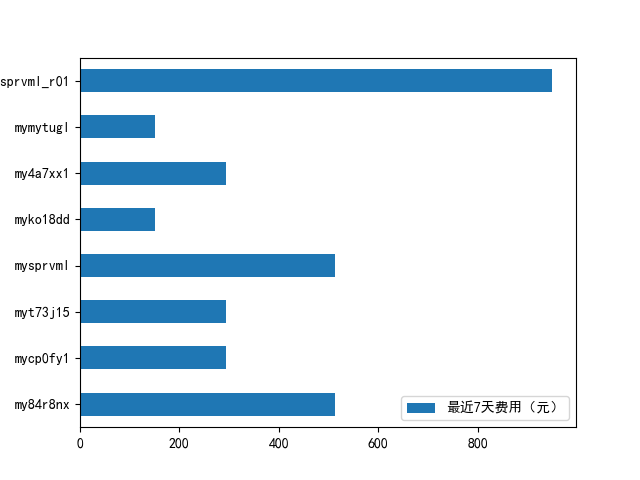 sprvml_r01
mymytugl
my4a7xx1
myko18dd
mysprvml
myt73j15
mycp0fy1
my84r8nx
最近7天费用（元）
0 200 400 600 800